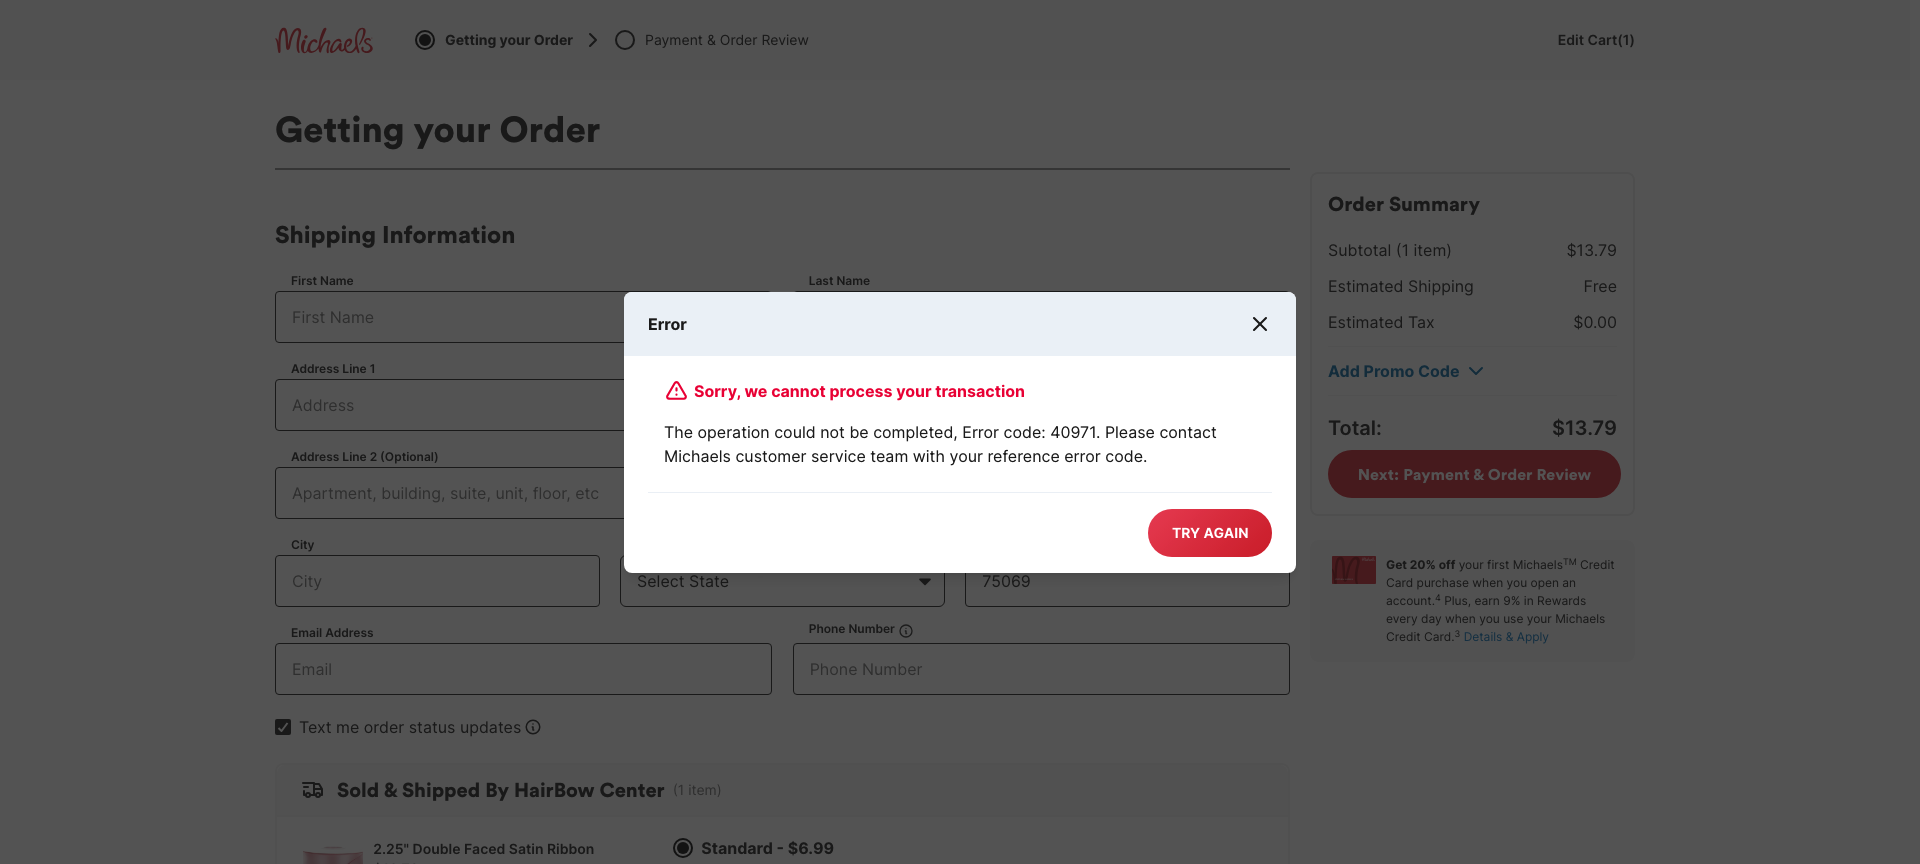 Michaels
Getting your Order
Payment & Order Review
Edit Cart(1)
Getting your Order
Shipping Information
First Name
Last Name
First Name
Address Line 1
Address
Address Line 2 (Optional)
Apartment, building, suite, unit, floor, etc
City
City
Select State
75069
Email Address
Phone Number
Email
Phone Number
Text me order status updates
Sold & Shipped By HairBow Center (1 item)
2.25" Double Faced Satin Ribbon
Standard - $6.99
Error
Sorry, we cannot process your transaction
The operation could not be completed, Error code: 40971. Please contact
Michaels customer service team with your reference error code.
TRY AGAIN
Order Summary
Subtotal (1 item) $13.79
Estimated Shipping Free
Estimated Tax $0.00
Add Promo Code
Total: $13.79
Next: Payment & Order Review
Get 20% off your first Michaels™ Credit
Card purchase when you open an
account.⁴ Plus, earn 9% in Rewards
every day when you use your Michaels
Credit Card.³ Details & Apply